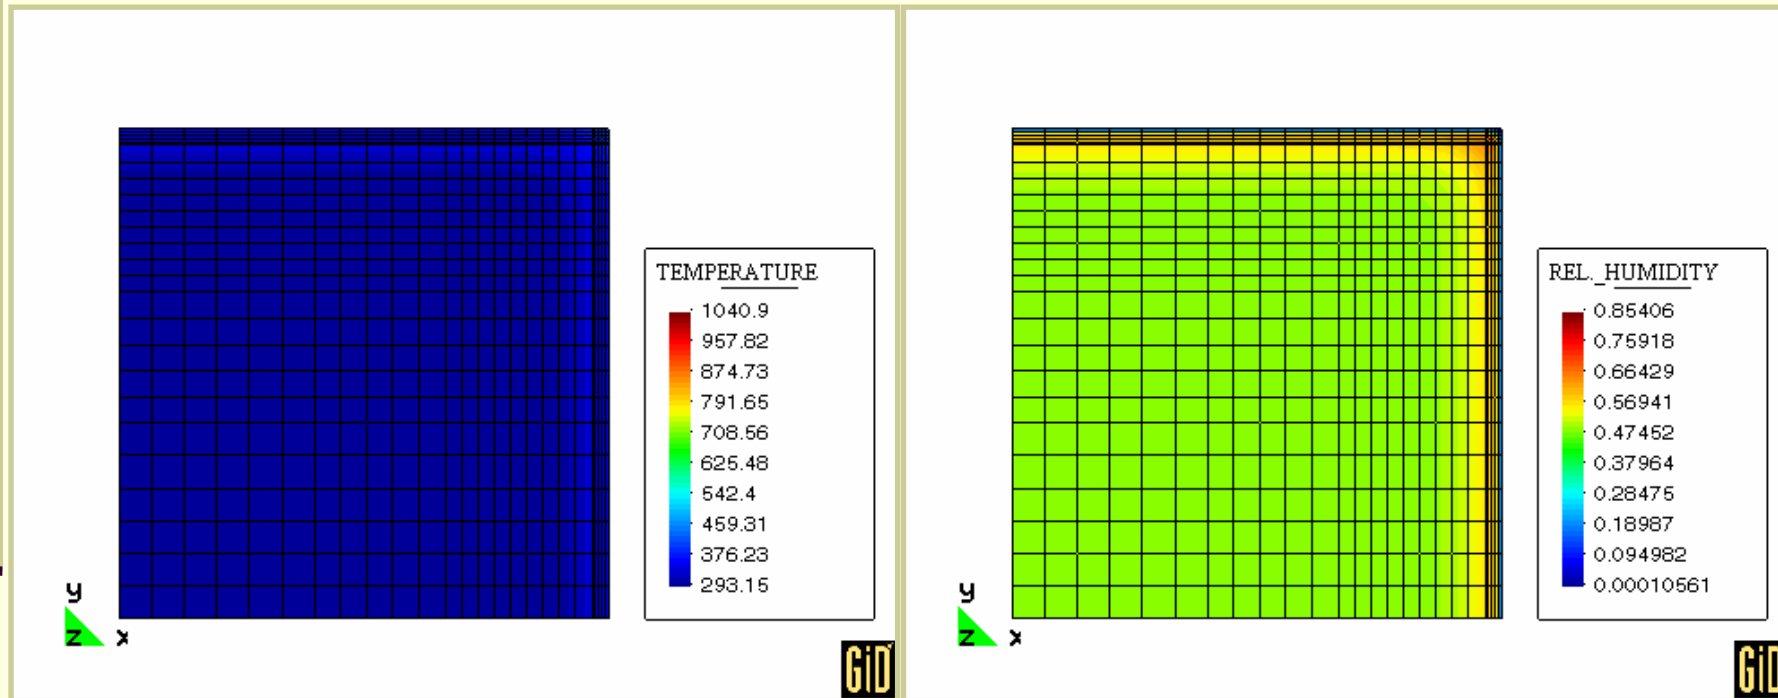 TEMPERATURE
1040.9
957.82
874.73
791.65
708.56
625.48
542.4
459.31
376.23
293.15
y
z x
GiD
REL._HUMIDITY
0.85406
0.75918
0.66429
0.56941
0.47452
0.37964
0.28475
0.18987
0.094982
0.00010561
y
z x
GiD